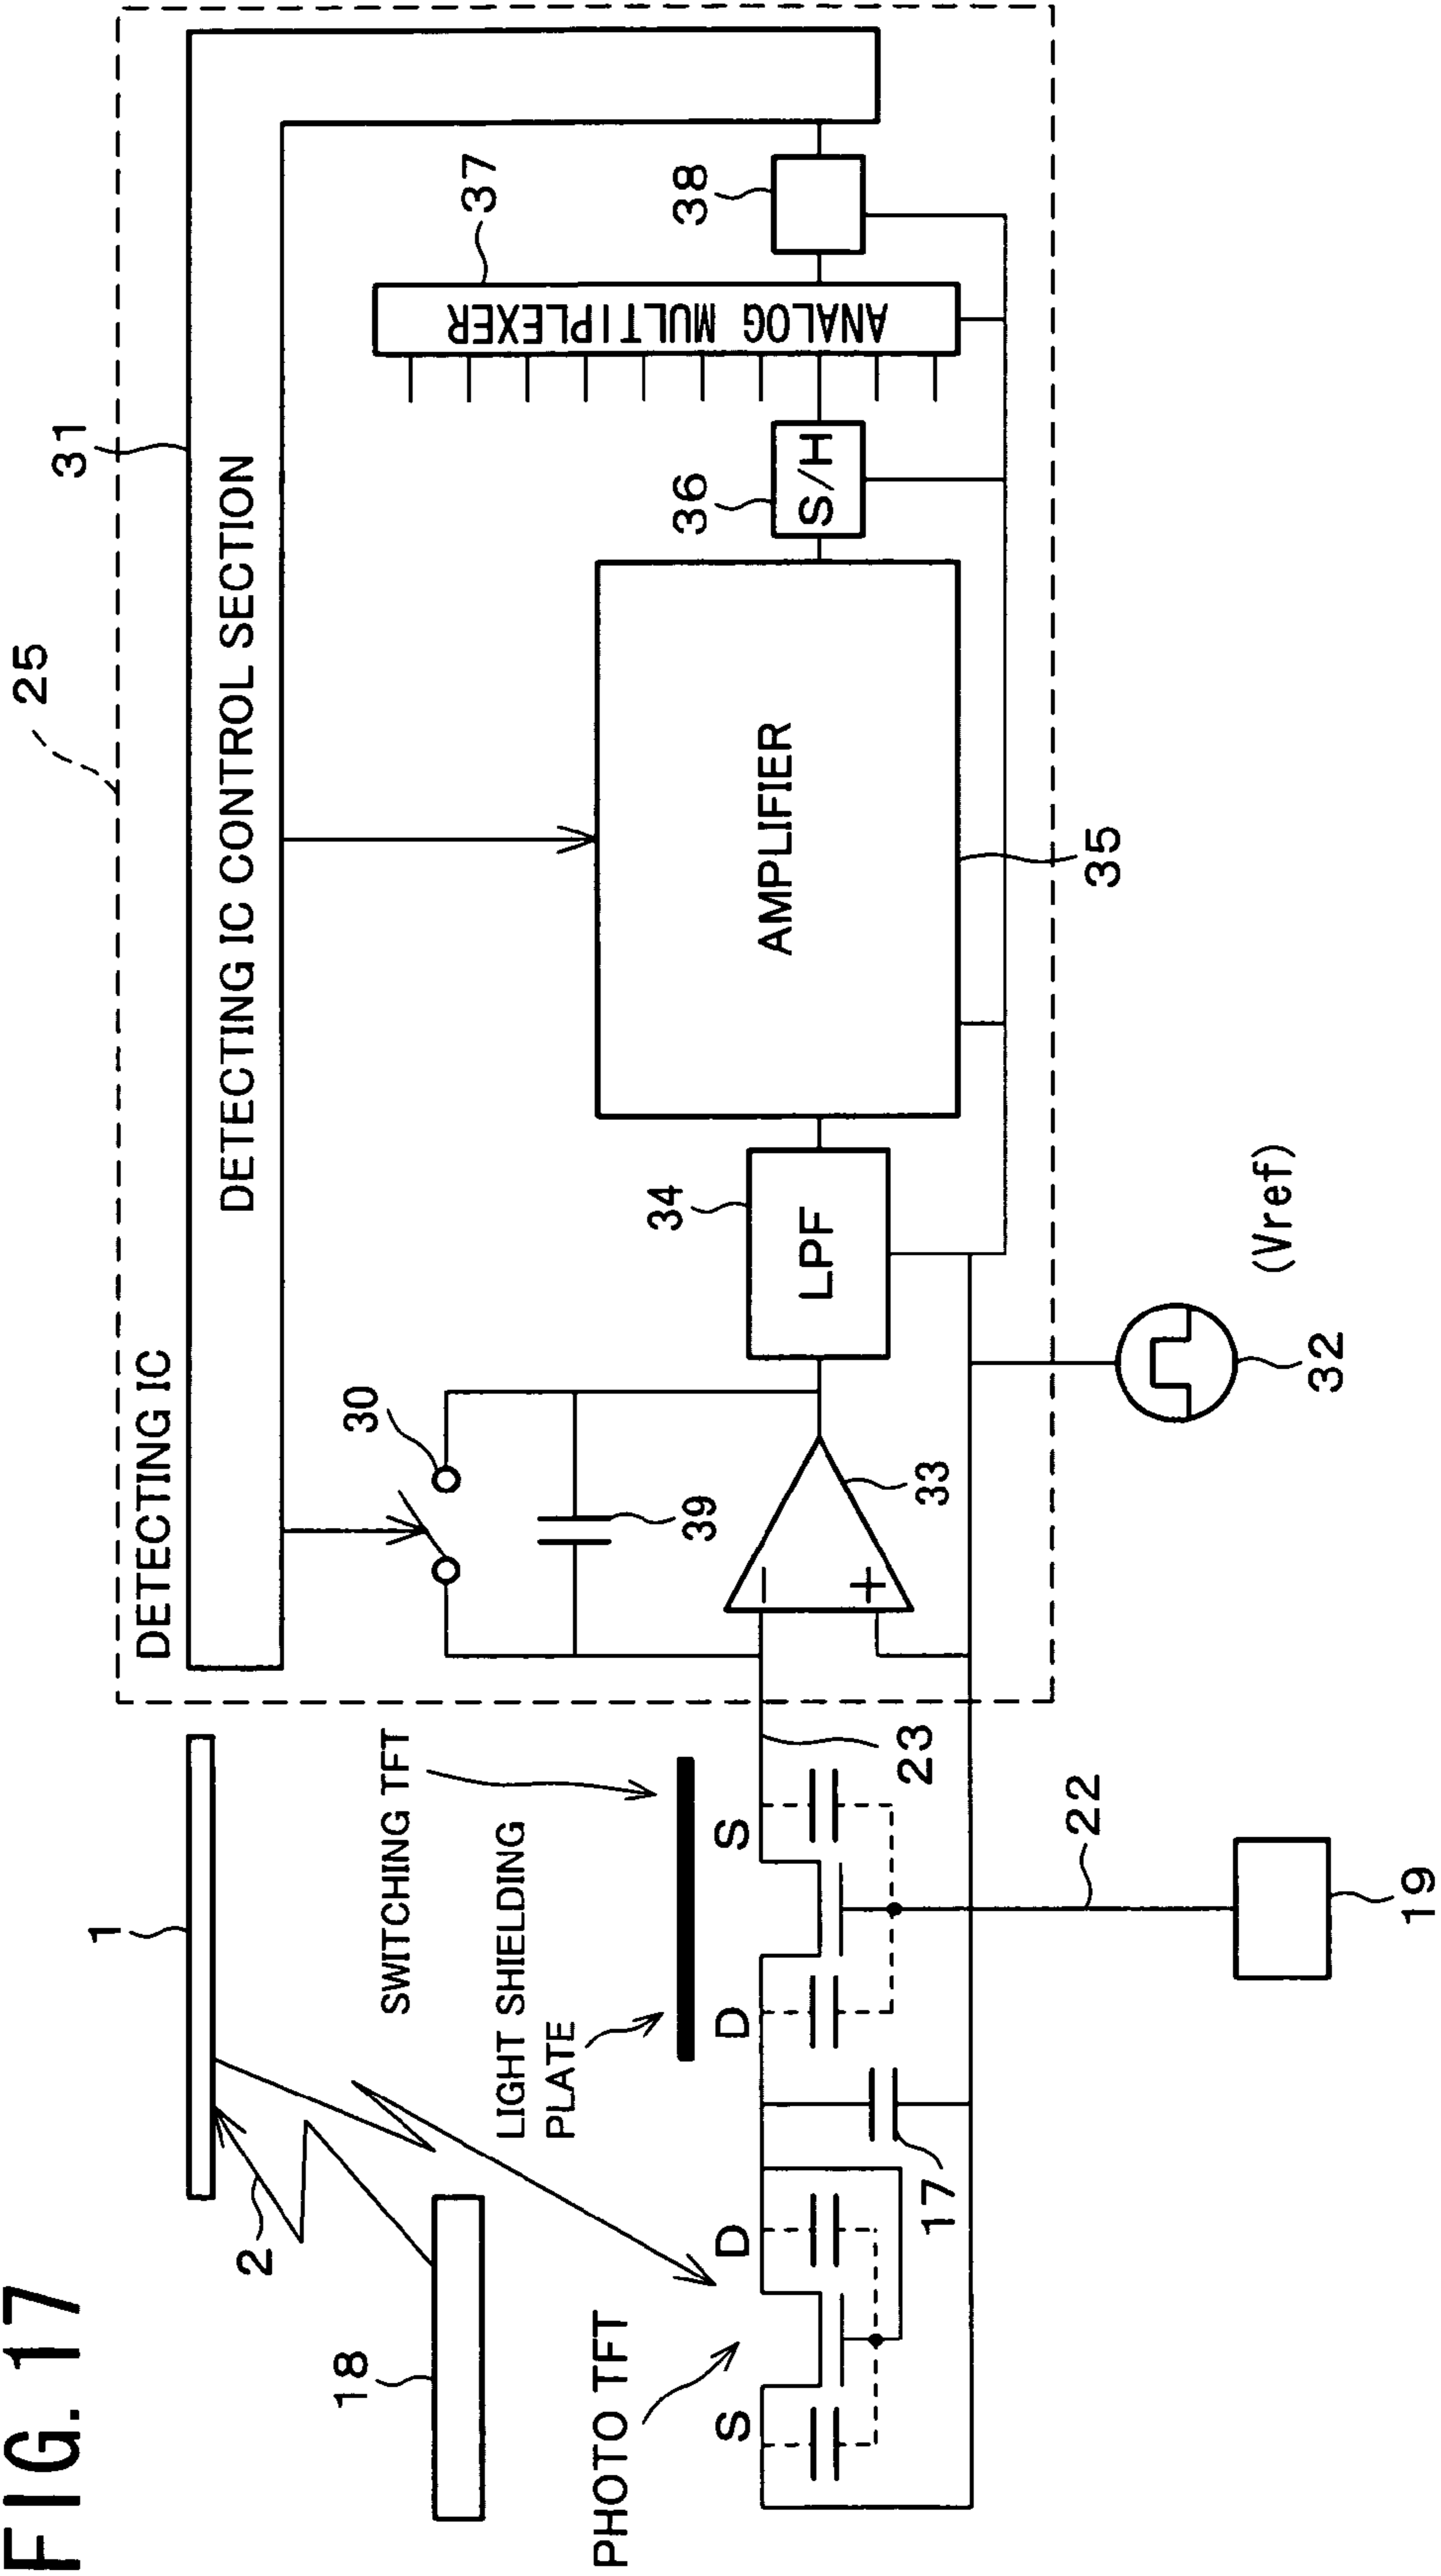 FIG. 17
25
31
DETECTING IC
DETECTING IC CONTROL SECTION
1
2
18
30
37
SWITCHING TFT
LIGHT SHIELDING
PLATE
39
34
36
38
PHOTO TFT
S
D
D
S
LPF
AMPLIFIER
S/H
ANALOG MULTIPLEXER
−
+
33
23
17
35
22
32
(Vref)
19